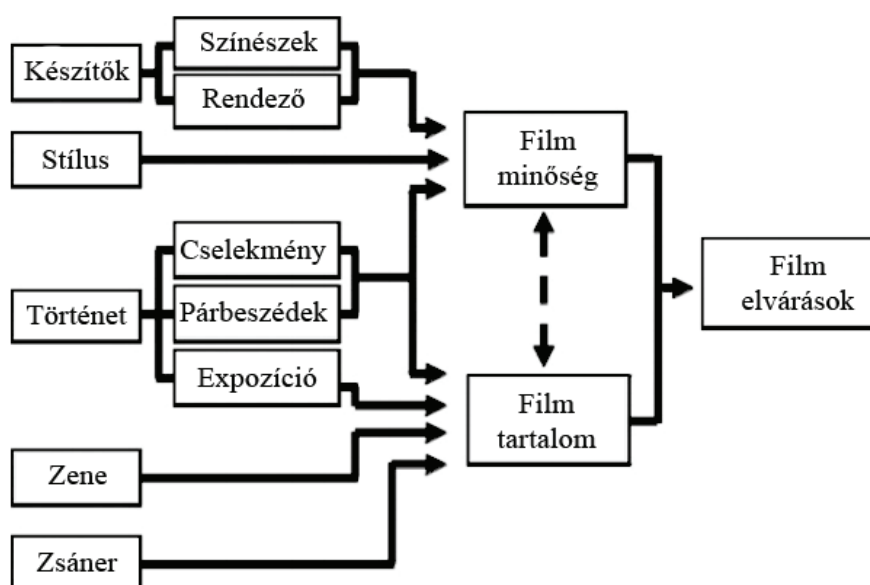 Készítők
Színészek
Rendező
Stílus
Történet
Cselekmény
Párbeszédek
Expozíció
Zene
Zsáner
Film
minőség
Film
tartalom
Film
elvárások